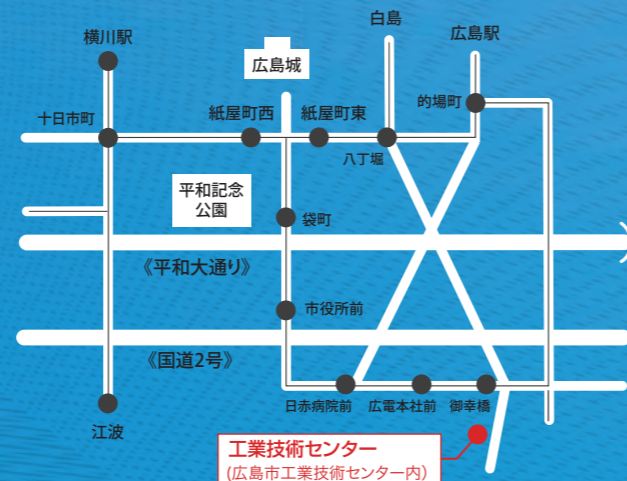 白島
広島駅
横川駅
広島城
的場町
十日市町
紙屋町西
紙屋町東
八丁堀
平和記念
公園
袋町
《平和大通り》
市役所前
《国道2号》
日赤病院前
広電本社前
御幸橋
江波
工業技術センター
(広島市工業技術センター内)